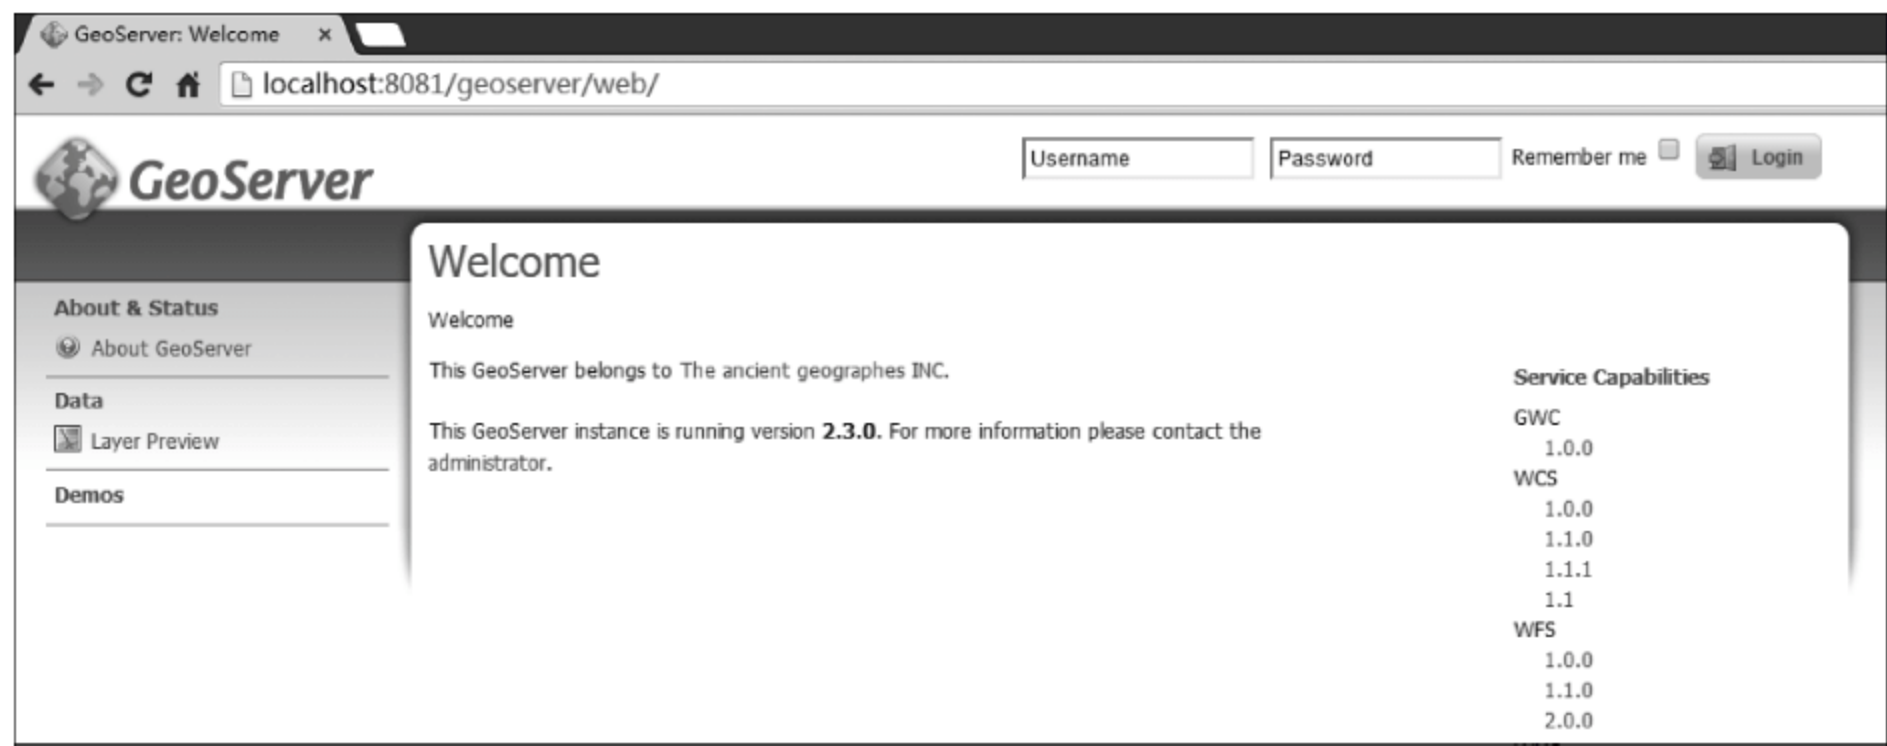 GeoServer: Welcome ×
localhost:8081/geoserver/web/
GeoServer
Username
Password
Remember me
Login
About & Status
About GeoServer
Data
Layer Preview
Demos
Welcome
Welcome
This GeoServer belongs to The ancient geographes INC.
This GeoServer instance is running version 2.3.0. For more information please contact the
administrator.
Service Capabilities
GWC
1.0.0
WCS
1.0.0
1.1.0
1.1.1
1.1
WFS
1.0.0
1.1.0
2.0.0